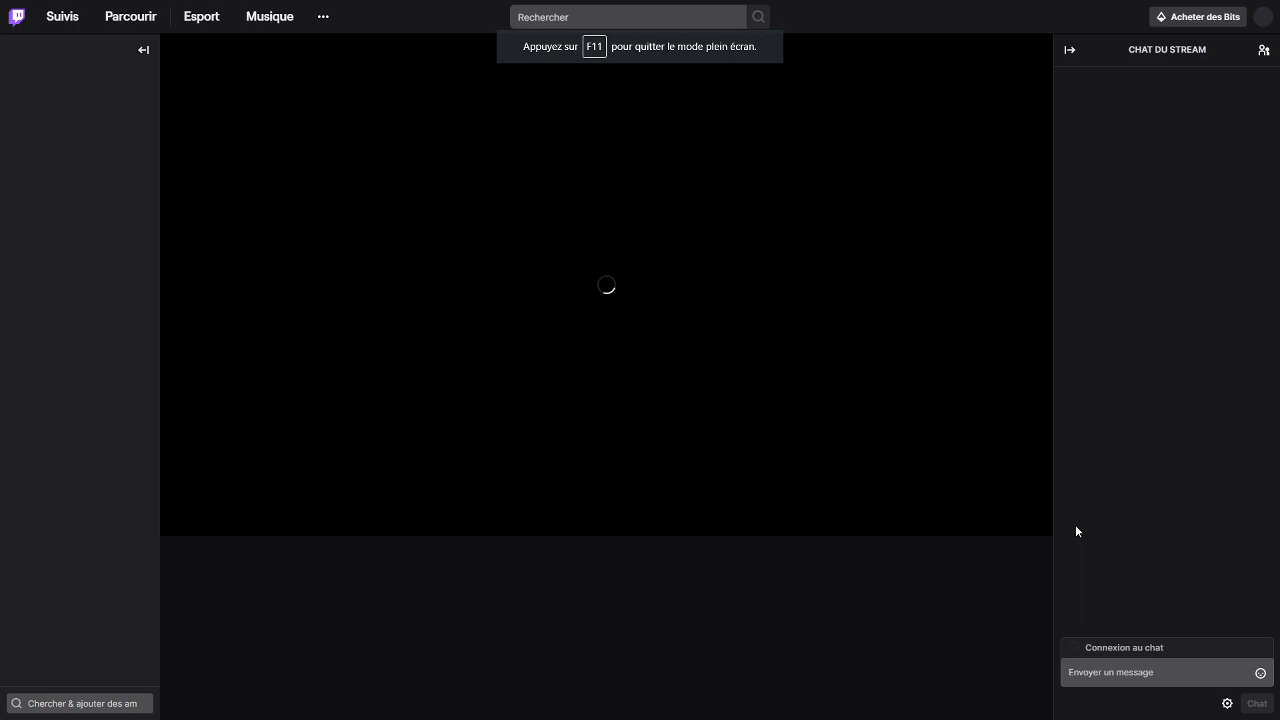 Suivis Parcourir Esport Musique ••• Rechercher Acheter des Bits
Appuyez sur F11 pour quitter le mode plein écran.
CHAT DU STREAM
Connexion au chat
Envoyer un message
Chercher & ajouter des am
Chat